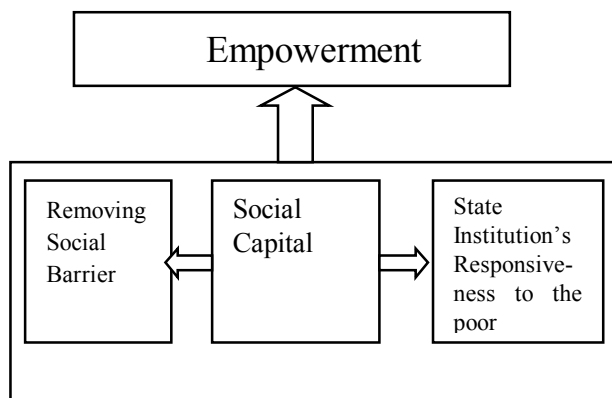 Empowerment
Removing
Social
Barrier
Social
Capital
State
Institution's
Responsive-
ness to the
poor